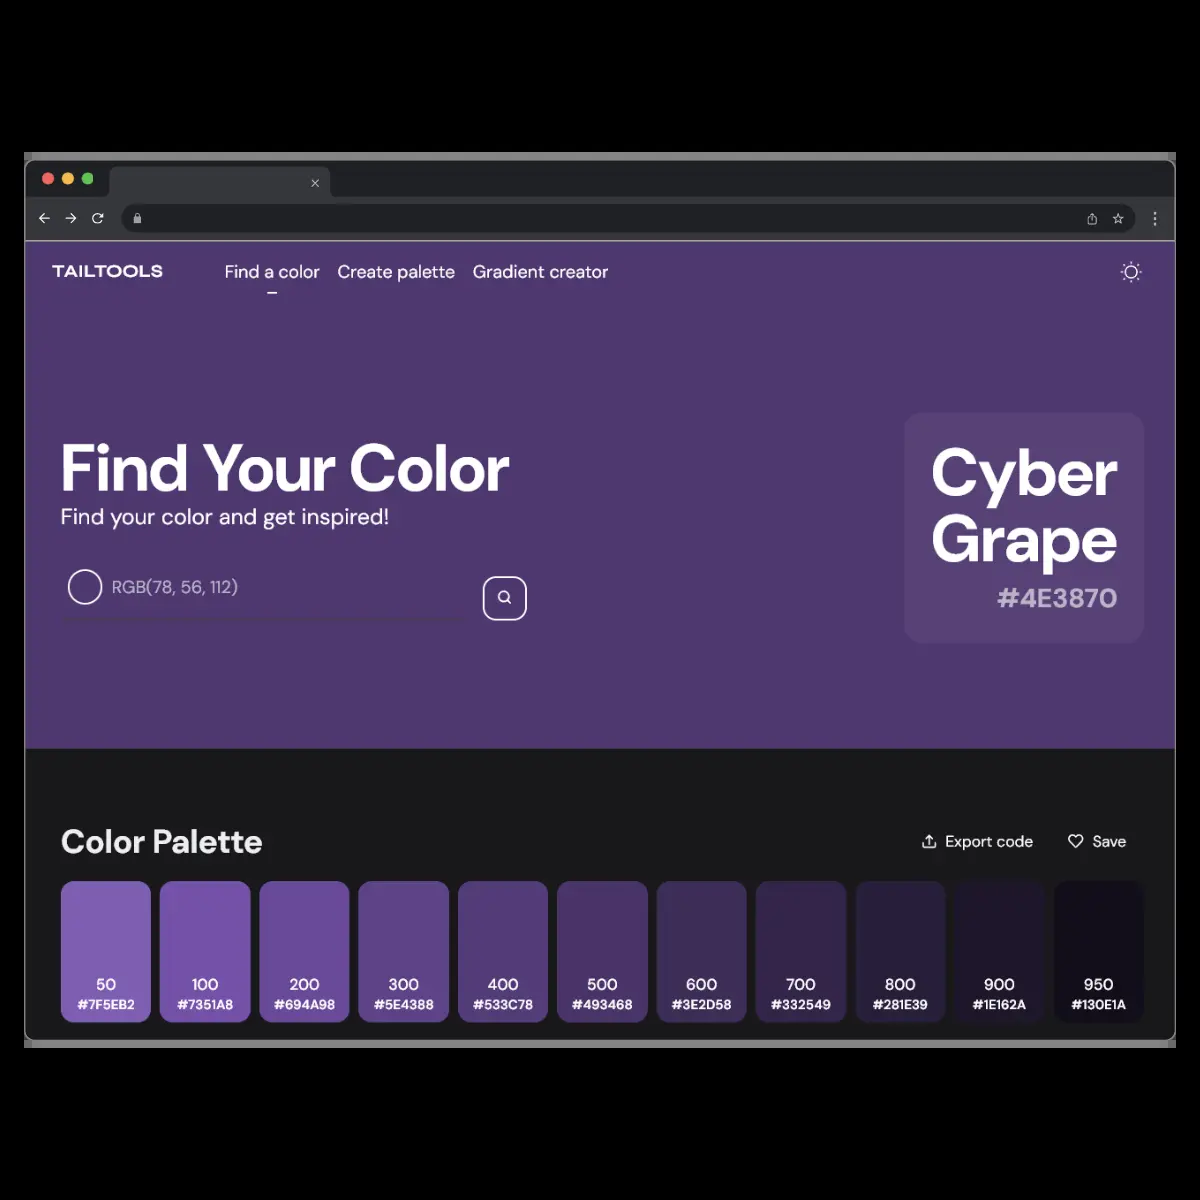 TAILTOOLS
Find a color
Create palette
Gradient creator
Find Your Color
Find your color and get inspired!
RGB(78, 56, 112)
Cyber
Grape
#4E3870
Color Palette
Export code
Save
50
#7F5EB2
100
#7351A8
200
#694A98
300
#5E4388
400
#533C78
500
#493468
600
#3E2D58
700
#332549
800
#281E39
900
#1E162A
950
#130E1A